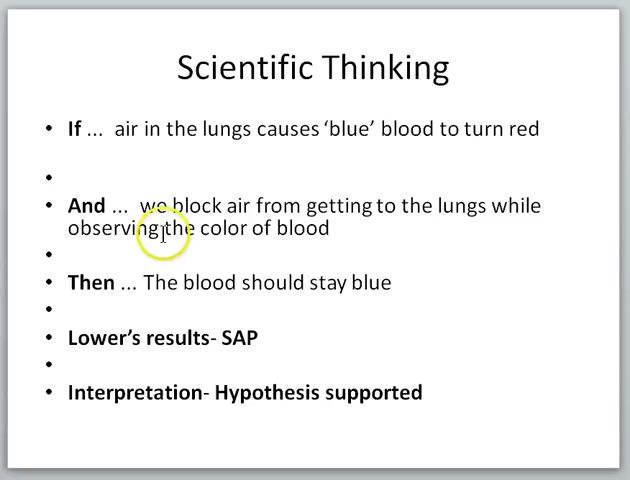 Scientific Thinking
• If ... air in the lungs causes ‘blue’ blood to turn red
•
• And ... we block air from getting to the lungs while
observing the color of blood
•
• Then ... The blood should stay blue
•
• Lower’s results- SAP
•
• Interpretation- Hypothesis supported